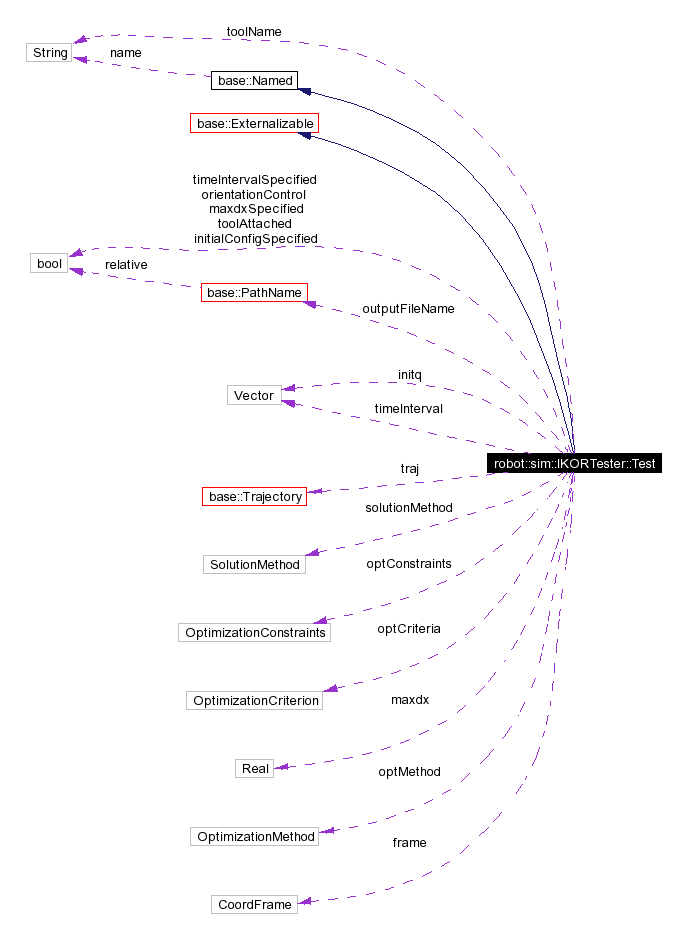 toolName
String
name
base::Named
base::Externalizable
timeIntervalSpecified
orientationControl
maxdxSpecified
toolAttached
initialConfigSpecified
bool
relative
base::PathName
outputFileName
initq
Vector
timeInterval
robot::sim::IKORTester::Test
traj
base::Trajectory
solutionMethod
SolutionMethod
optConstraints
OptimizationConstraints
optCriteria
OptimizationCriterion
maxdx
Real
optMethod
OptimizationMethod
frame
CoordFrame